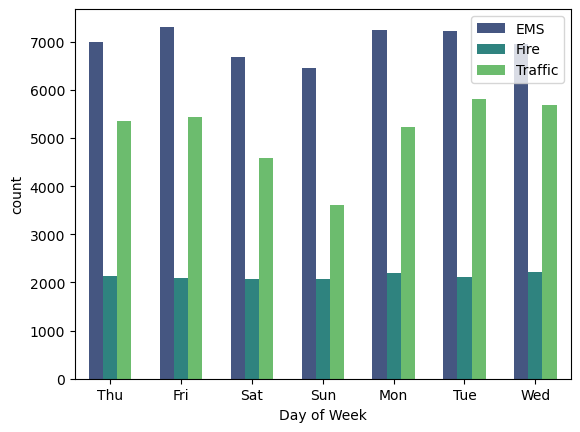 EMS
Fire
Traffic
7000
6000
5000
4000
3000
2000
1000
0
count
Thu Fri Sat Sun Mon Tue Wed
Day of Week